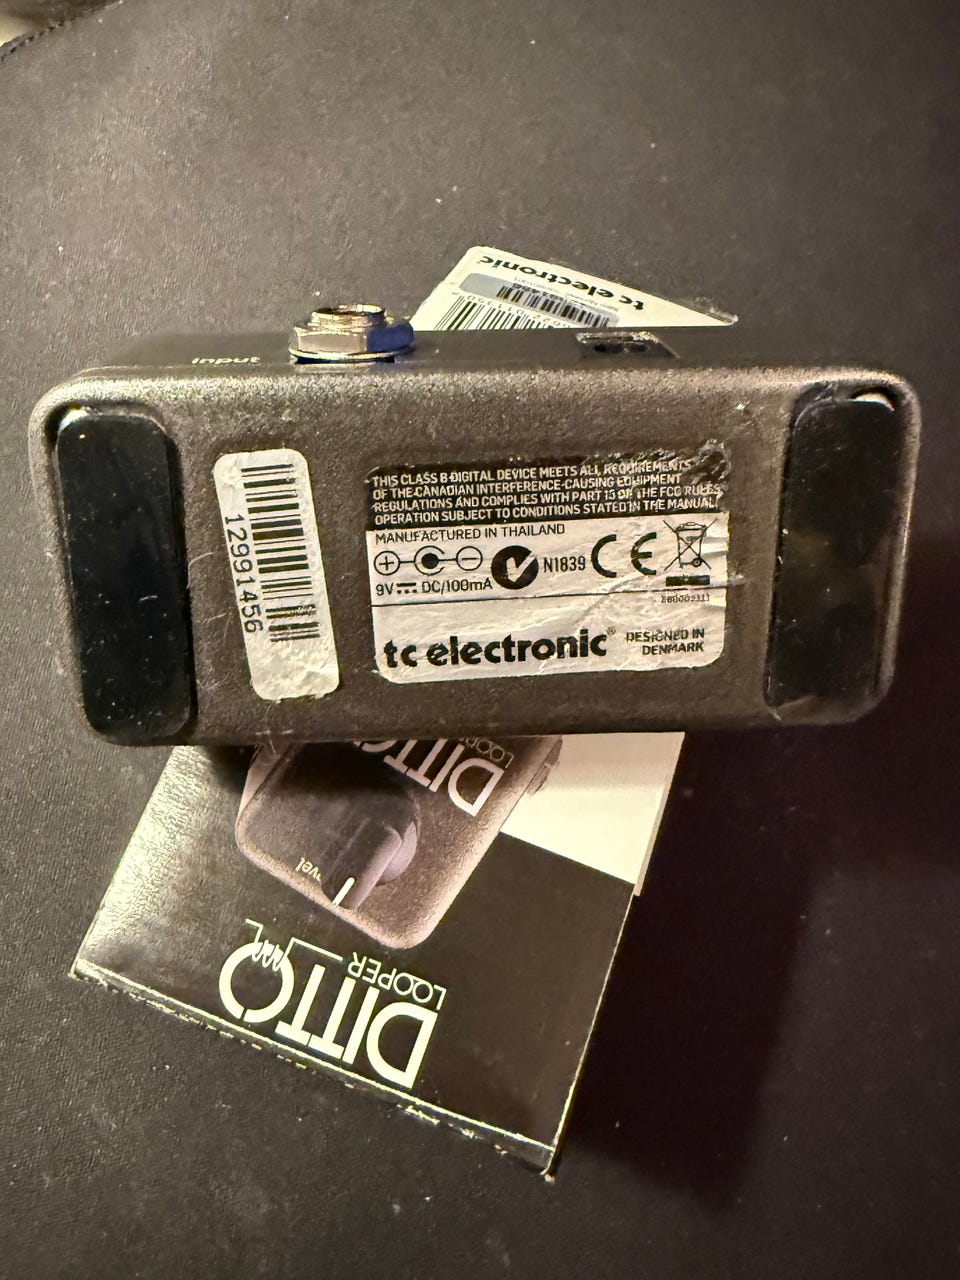 tc electronic
Input
12991456
THIS CLASS B DIGITAL DEVICE MEETS ALL REQUIREMENTS
OF THE CANADIAN INTERFERENCE-CAUSING EQUIPMENT
REGULATIONS AND COMPLIES WITH PART 15 OF THE FCC RULES
OPERATION SUBJECT TO CONDITIONS STATED IN THE MANUAL.
MANUFACTURED IN THAILAND
+ -
9V DC/100mA
N1839 CE
tc electronic®
DESIGNED IN
DENMARK
DITTO
LOOPER
DITTO
LOOPER